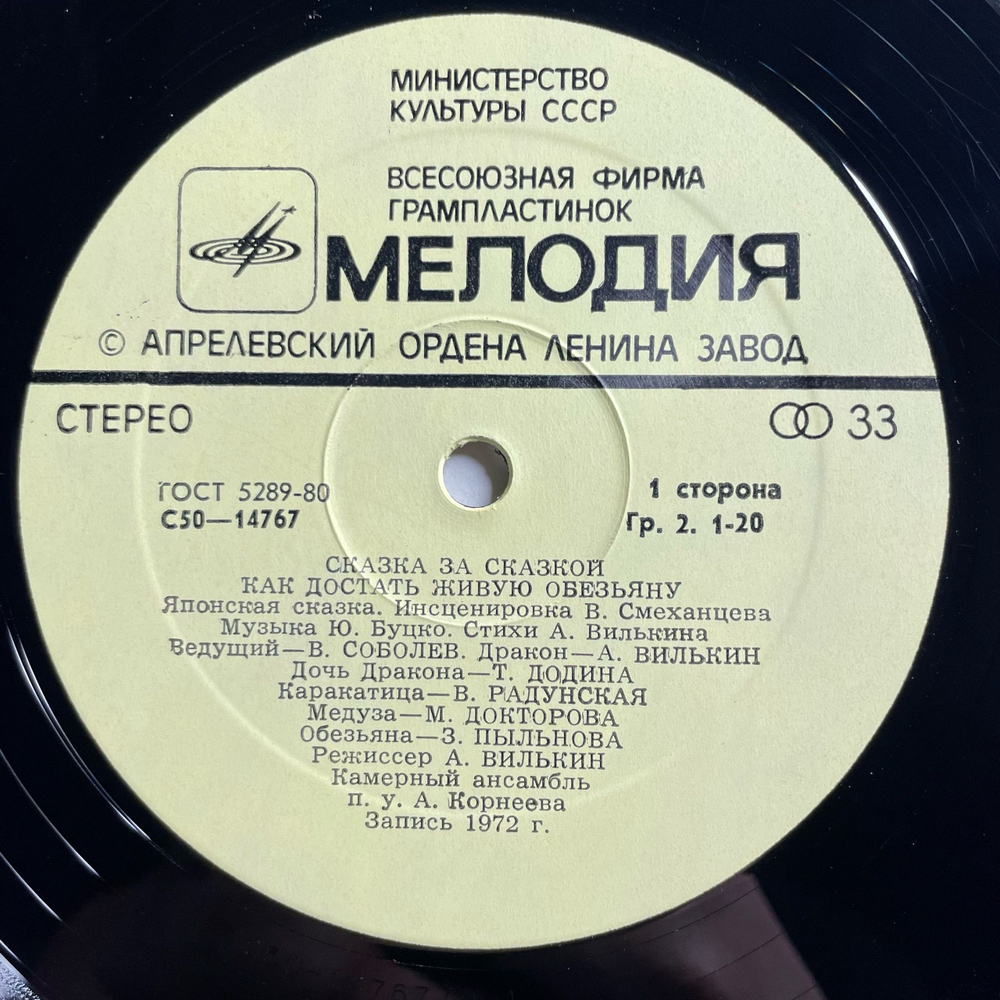 МИНИСТЕРСТВО
КУЛЬТУРЫ СССР
ВСЕСОЮЗНАЯ ФИРМА
ГРАМПЛАСТИНОК
МЕЛОДИЯ
© АПРЕЛЕВСКИЙ ОРДЕНА ЛЕНИНА ЗАВОД
СТЕРЕО
33
ГОСТ 5289-80
С50—14767
1 сторона
Гр. 2. 1-20
СКАЗКА ЗА СКАЗКОЙ
КАК ДОСТАТЬ ЖИВУЮ ОБЕЗЬЯНУ
Японская сказка. Инсценировка В. Смеханцева
Музыка Ю. Буцко. Стихи А. Вилькина
Ведущий—В. СОБОЛЕВ. Дракон—А. ВИЛЬКИН
Дочь Дракона—Т. ДОДИНА
Каракатица—В. РАДУНСКАЯ
Медуза—М. ДОКТОРОВА
Обезьяна—З. ПЫЛЬНОВА
Режиссер А. ВИЛЬКИН
Камерный ансамбль
п. у. А. Корнеева
Запись 1972 г.